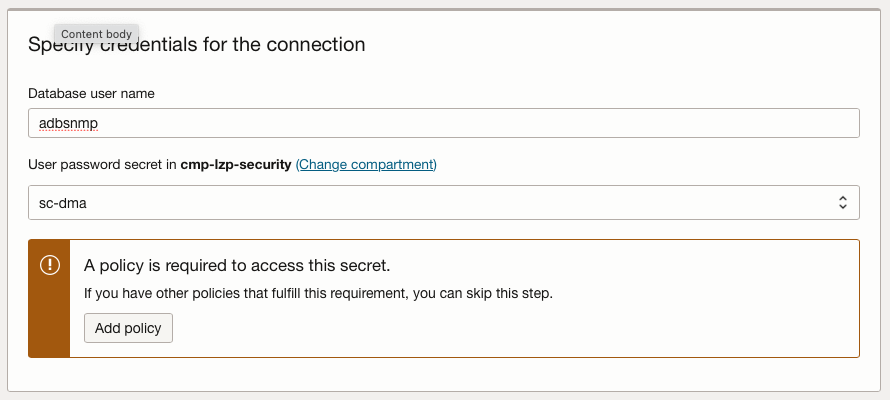 Content body
Specify credentials for the connection
Database user name
adbsnmp
User password secret in cmp-lzp-security (Change compartment)
sc-dma
A policy is required to access this secret.
If you have other policies that fulfill this requirement, you can skip this step.
Add policy